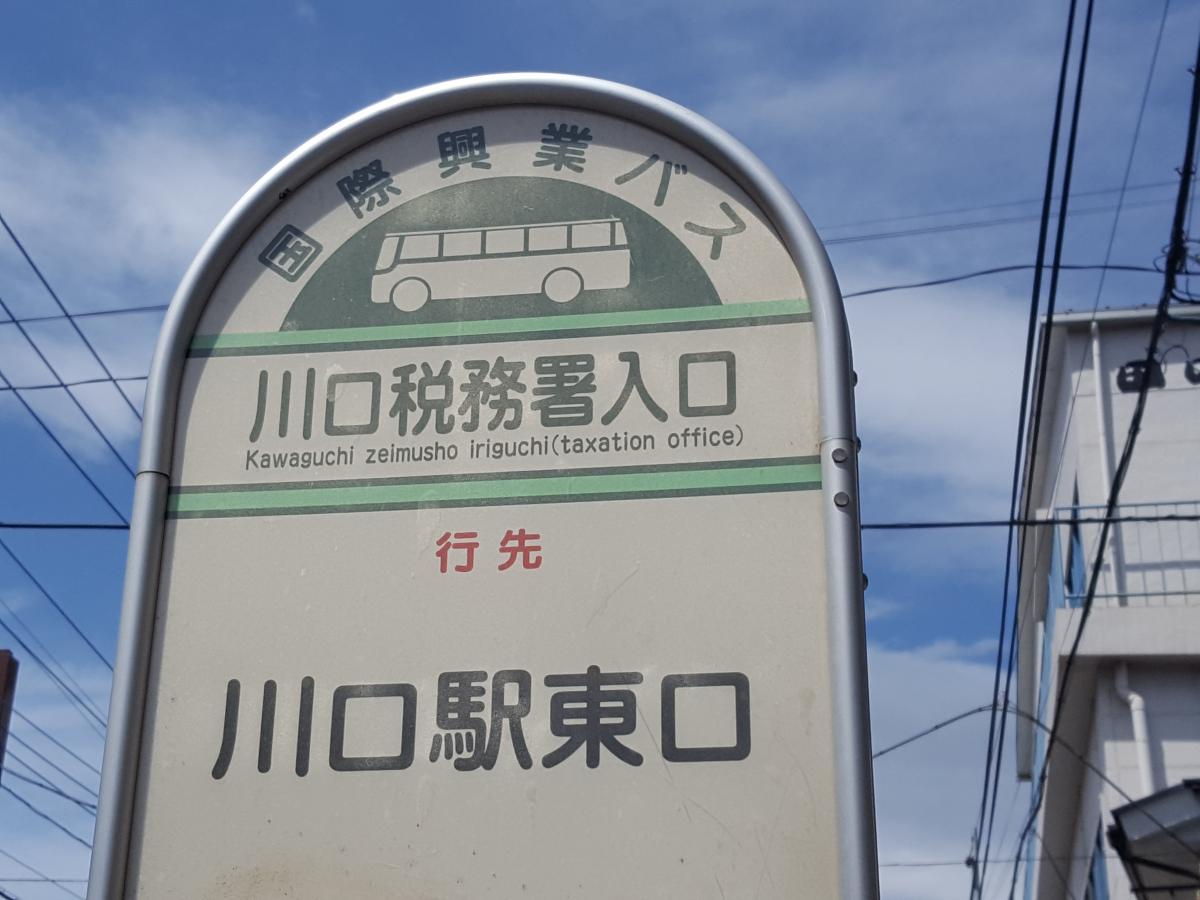 国際興業バス
川口税務署入口
Kawaguchi zeimusho iriguchi(taxation office)
行先
川口駅東口